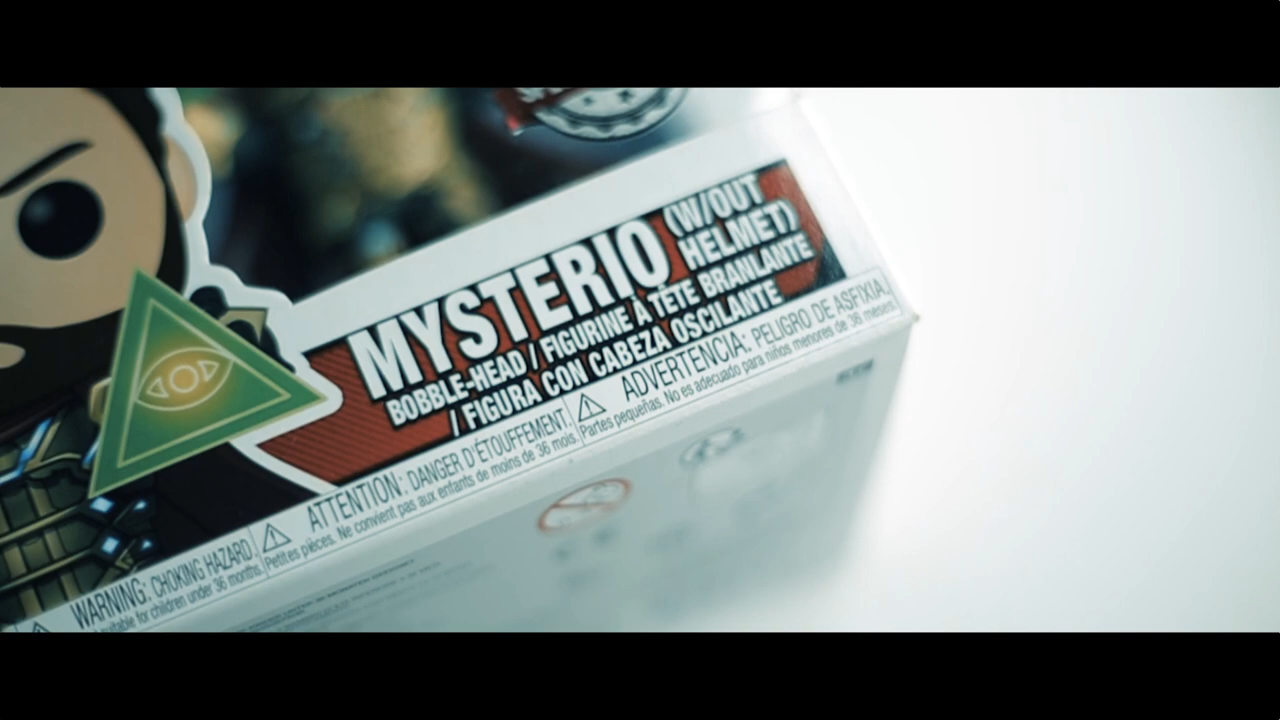 MYSTERIO (W/OUT
HELMET)
BOBBLE-HEAD / FIGURINE À TÊTE BRANLANTE
/ FIGURA CON CABEZA OSCILANTE
WARNING: CHOKING HAZARD.
for children under 36 months.
ATTENTION: DANGER D'ÉTOUFFEMENT.
Petites pièces. Ne convient pas aux enfants de moins de 36 mois.
ADVERTENCIA: PELIGRO DE ASFIXIA.
Partes pequeñas. No es adecuado para niños menores de 36 meses.